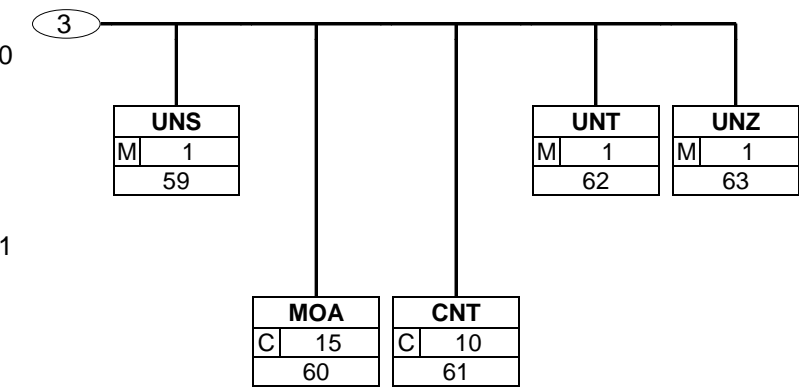 3
0
UNS UNT UNZ
M 1 M 1 M 1
59 62 63
1
MOA CNT
C 15 C 10
60 61